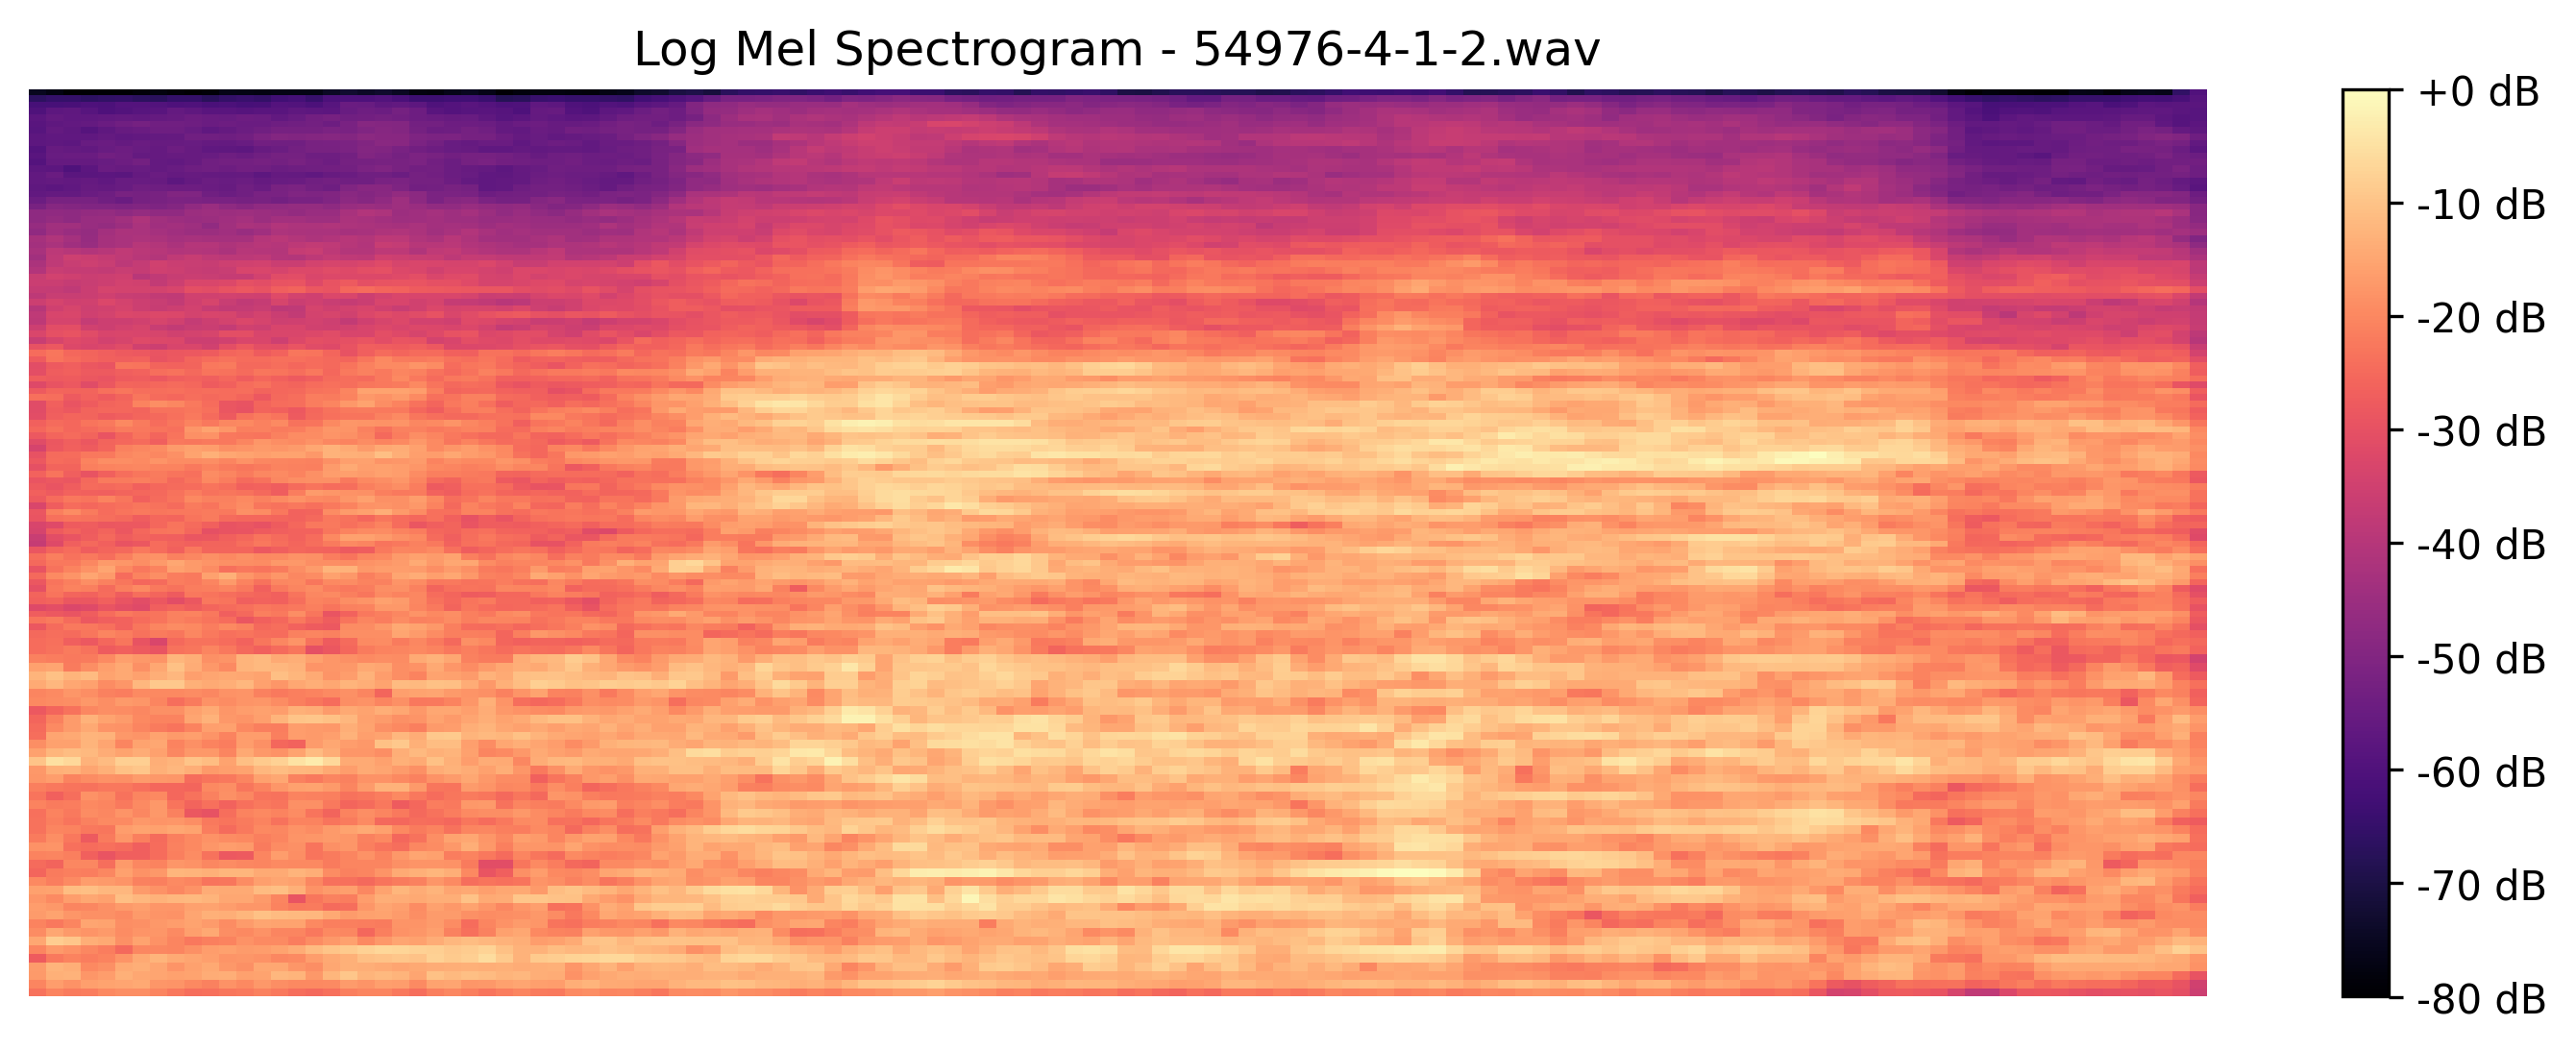 Log Mel Spectrogram - 54976-4-1-2.wav
+0 dB
-10 dB
-20 dB
-30 dB
-40 dB
-50 dB
-60 dB
-70 dB
-80 dB